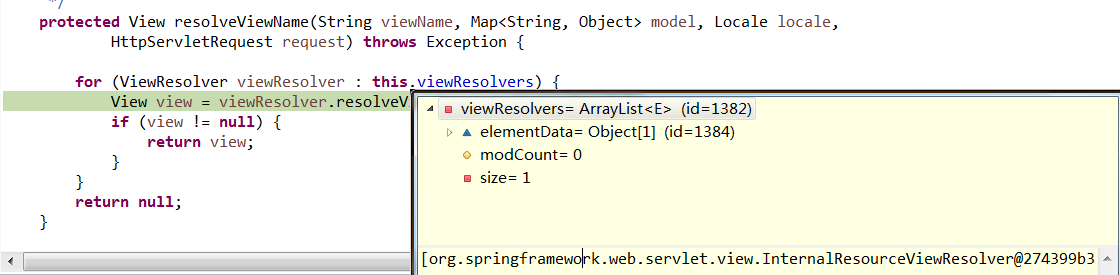 */
protected View resolveViewName(String viewName, Map<String, Object> model, Locale locale,
HttpServletRequest request) throws Exception {
for (ViewResolver viewResolver : this.viewResolvers) {
View view = viewResolver.resolveV
if (view != null) {
return view;
}
}
return null;
}
viewResolvers= ArrayList<E> (id=1382)
elementData= Object[1] (id=1384)
modCount= 0
size= 1
[org.springframework.web.servlet.view.InternalResourceViewResolver@274399b3